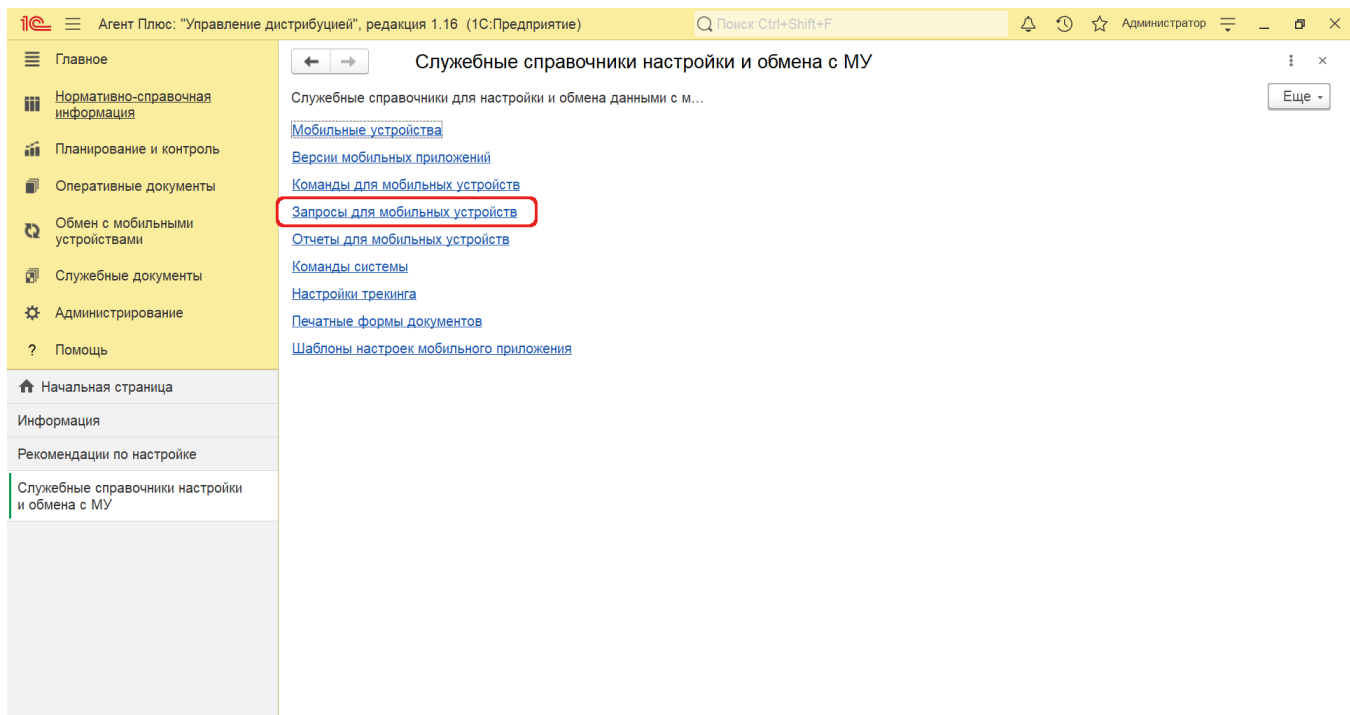 1С Агент Плюс: "Управление дистрибуцией", редакция 1.16 (1С:Предприятие) Поиск Ctrl+Shift+F Администратор
Главное
Нормативно-справочная
информация
Планирование и контроль
Оперативные документы
Обмен с мобильными
устройствами
Служебные документы
Администрирование
? Помощь
Начальная страница
Информация
Рекомендации по настройке
Служебные справочники настройки
и обмена с МУ
Служебные справочники настройки и обмена с МУ
Служебные справочники для настройки и обмена данными с м...
Еще
Мобильные устройства
Версии мобильных приложений
Команды для мобильных устройств
Запросы для мобильных устройств
Отчеты для мобильных устройств
Команды системы
Настройки трекинга
Печатные формы документов
Шаблоны настроек мобильного приложения